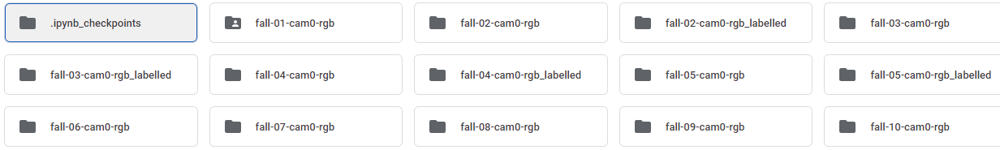 .ipynb_checkpoints
fall-01-cam0-rgb
fall-02-cam0-rgb
fall-02-cam0-rgb_labelled
fall-03-cam0-rgb
fall-03-cam0-rgb_labelled
fall-04-cam0-rgb
fall-04-cam0-rgb_labelled
fall-05-cam0-rgb
fall-05-cam0-rgb_labelled
fall-06-cam0-rgb
fall-07-cam0-rgb
fall-08-cam0-rgb
fall-09-cam0-rgb
fall-10-cam0-rgb